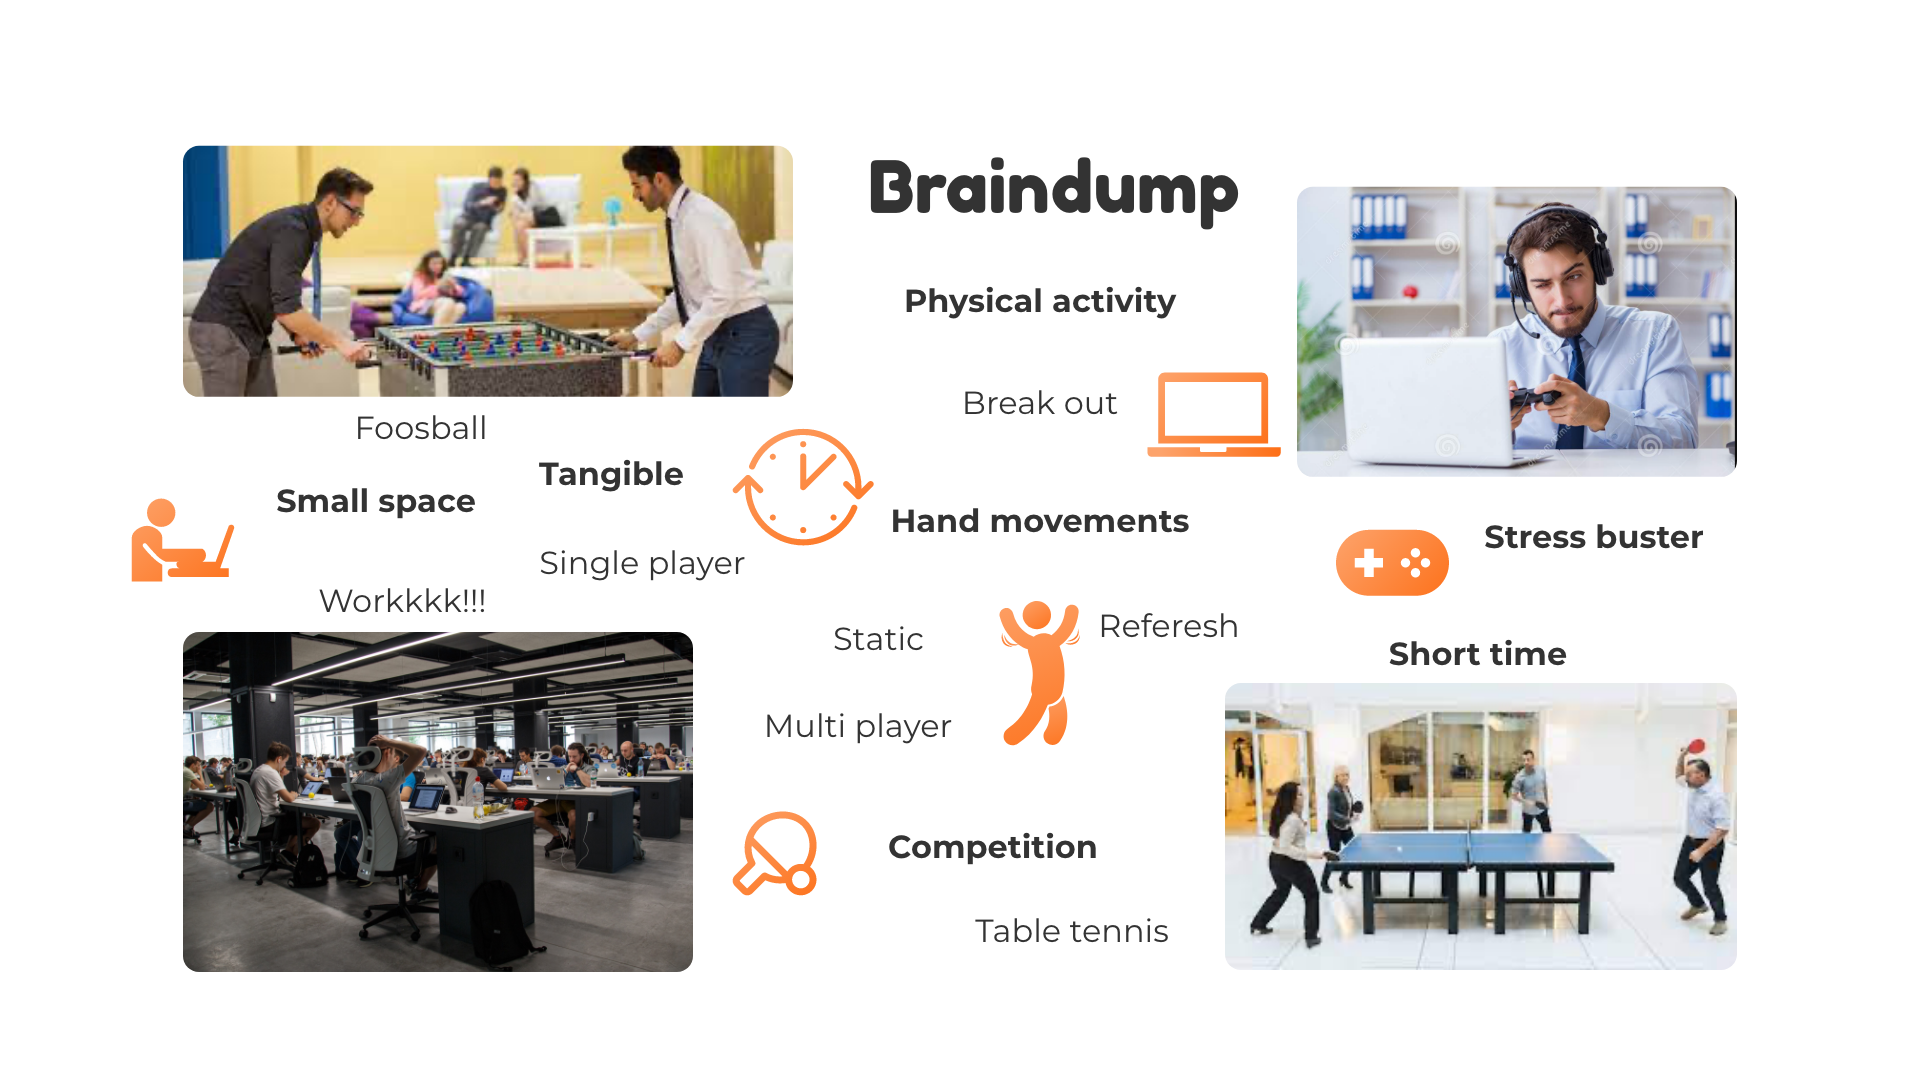 Braindump
Physical activity
Break out
Foosball
Tangible
Small space
Hand movements
Stress buster
Single player
Workkkk!!!
Static
Referesh
Short time
Multi player
Competition
Table tennis